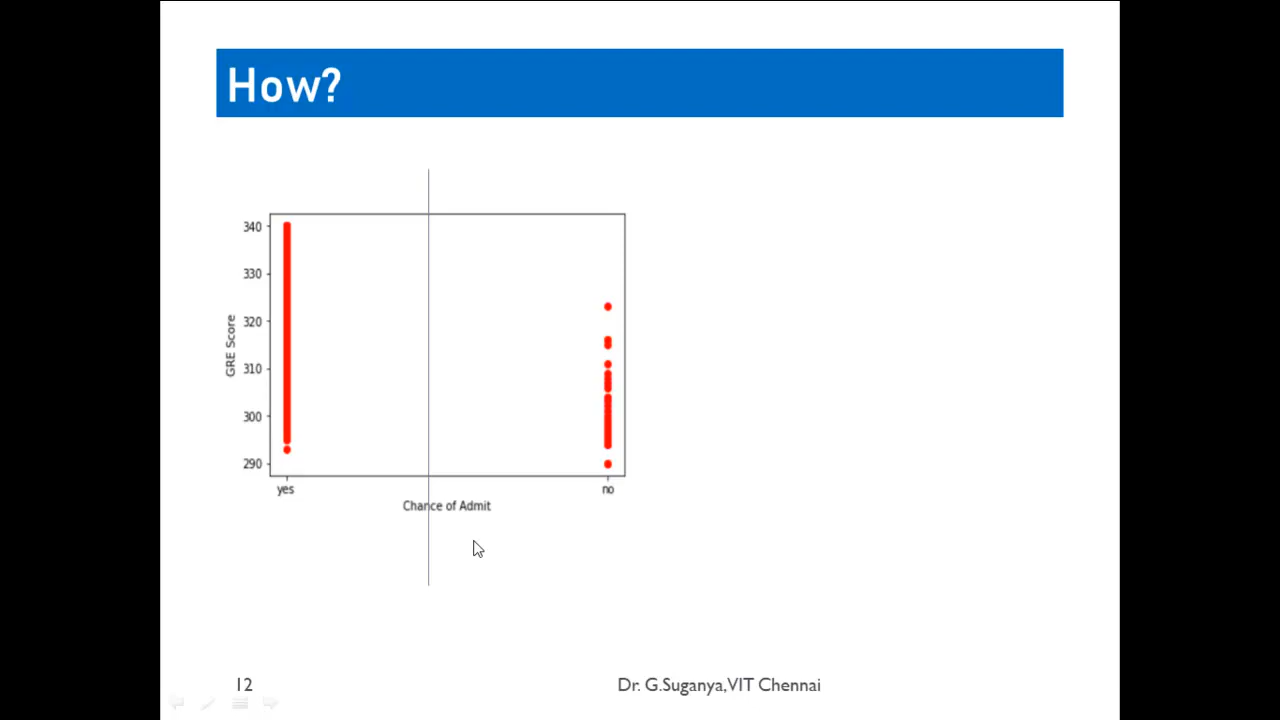 How?
340
330
320
310
300
290
GRE Score
yes
no
Chance of Admit
12
Dr. G.Suganya,VIT Chennai